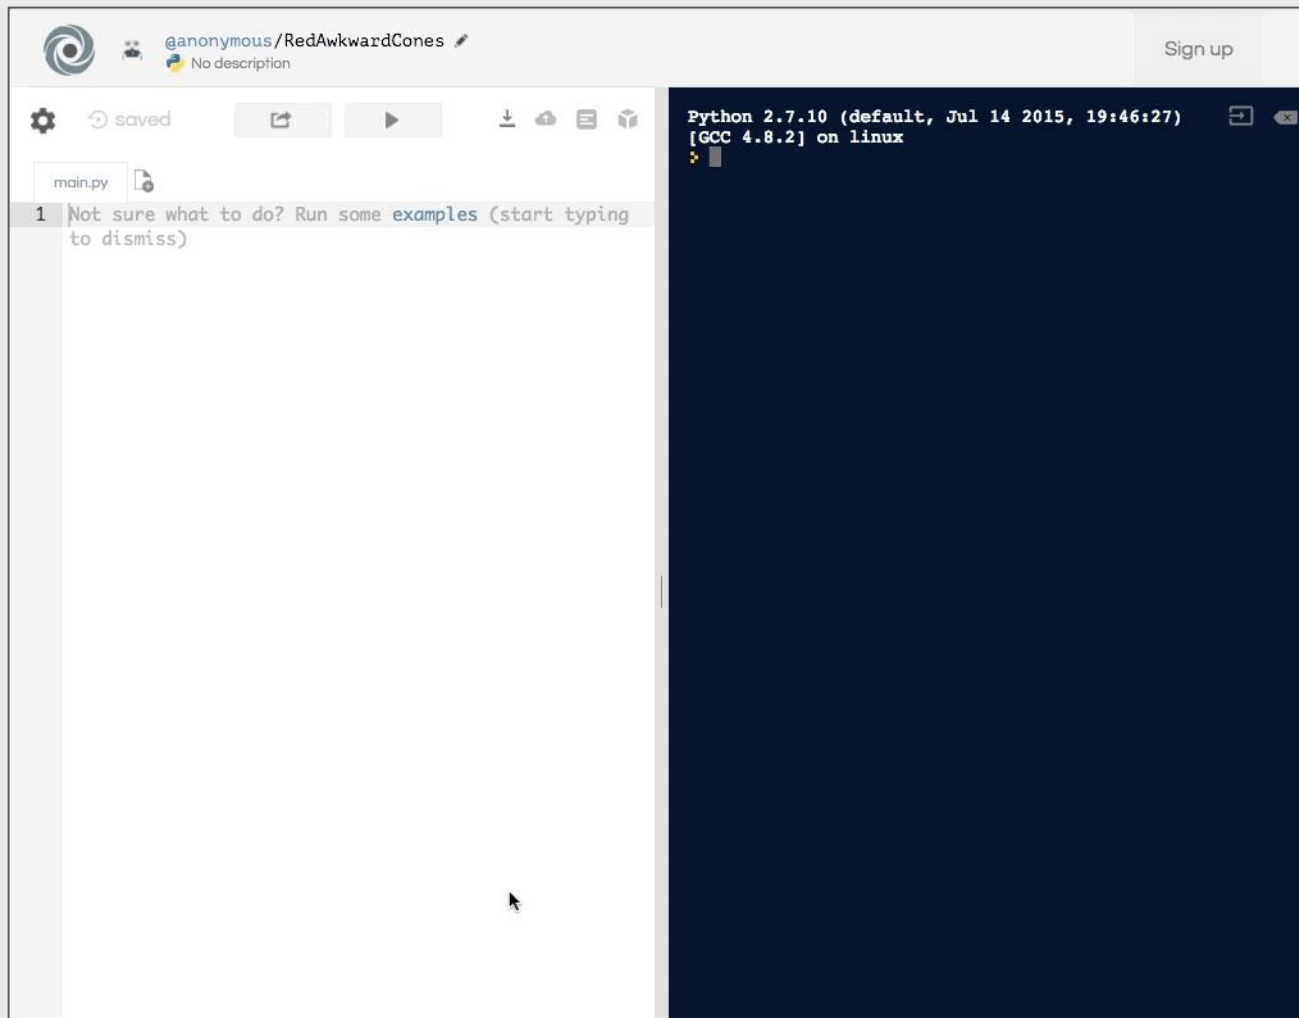 @anonymous/RedAwkwardCones
No description
Sign up
saved
main.py
1 Not sure what to do? Run some examples (start typing
to dismiss)
Python 2.7.10 (default, Jul 14 2015, 19:46:27)
[GCC 4.8.2] on linux